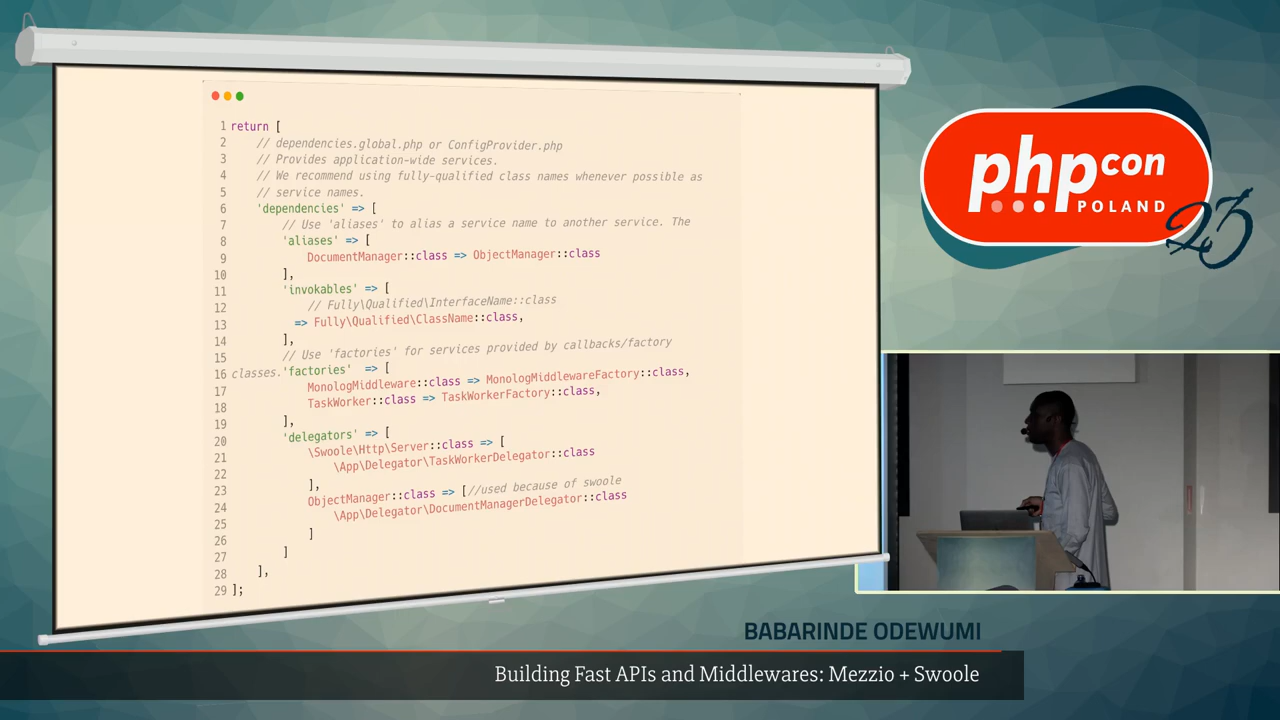 1 return [
2 // dependencies.global.php or ConfigProvider.php
3 // Provides application-wide services.
4 // We recommend using fully-qualified class names whenever possible as
5 // service names.
6 'dependencies' => [
7 // Use 'aliases' to alias a service name to another service. The
8 'aliases' => [
9 DocumentManager::class => ObjectManager::class
10 ],
11 'invokables' => [
12 // Fully\Qualified\InterfaceName::class
13 => Fully\Qualified\ClassName::class,
14 ],
15 // Use 'factories' for services provided by callbacks/factory
16 classes.'factories' => [
17 MonologMiddleware::class => MonologMiddlewareFactory::class,
18 TaskWorker::class => TaskWorkerFactory::class,
19 ],
20 'delegators' => [
21 \Swoole\Http\Server::class => [
22 \App\Delegator\TaskWorkerDelegator::class
23 ],
24 ObjectManager::class => [//used because of swoole
25 \App\Delegator\DocumentManagerDelegator::class
26 ]
27 ]
28 ],
29 ];
phpcon
POLAND
23
BABARINDE ODEWUMI
Building Fast APIs and Middlewares: Mezzio + Swoole